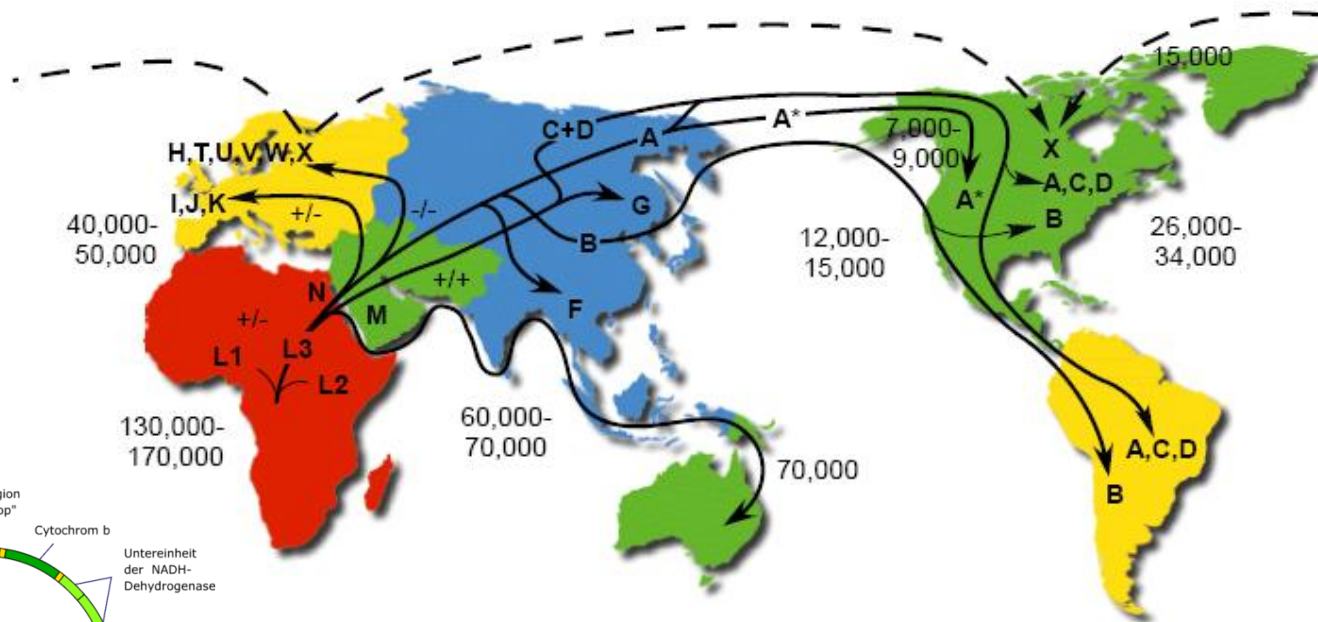 15,000
C+D
A
A*
7,000-
9,000
H,T,U,V,W,X
X
I,J,K
+/-
-/-
G
A*
A,C,D
B
40,000-
50,000
B
12,000-
15,000
26,000-
34,000
N
+/+
M
F
+/-
L1
L3
L2
130,000-
170,000
60,000-
70,000
70,000
A,C,D
B
Cytochrom b
Untereinheit
der NADH-
Dehydrogenase